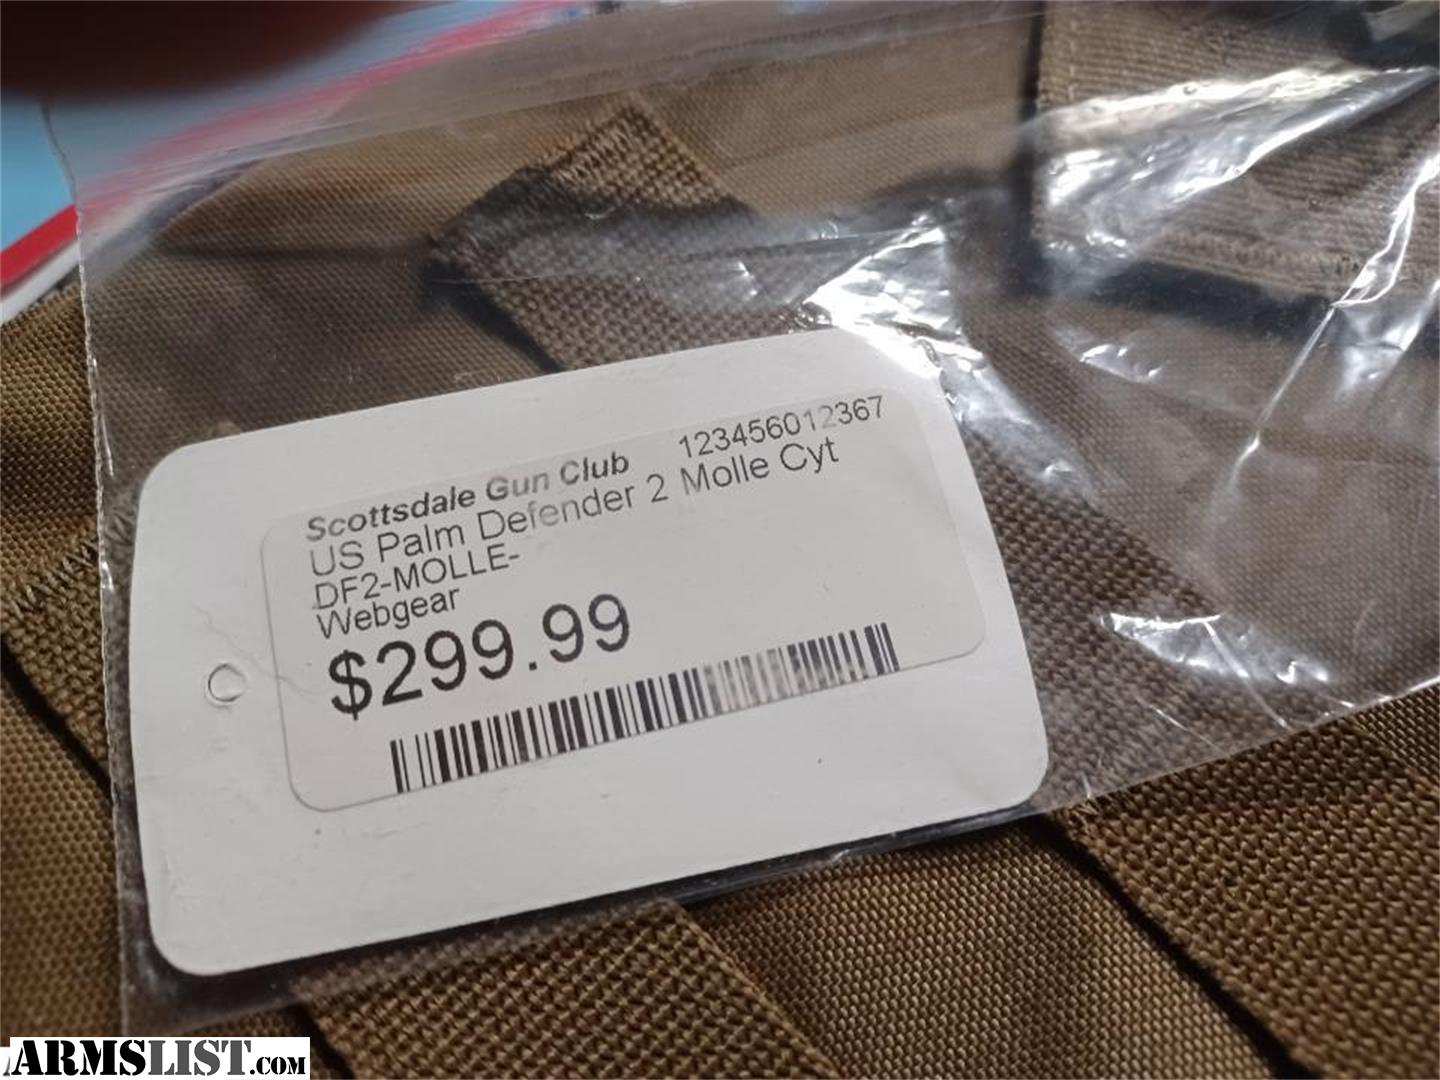 Scottsdale Gun Club 123456012367
US Palm Defender 2 Molle Cyt
DF2-MOLLE-
Webgear
$299.99
ARMSLIST.COM